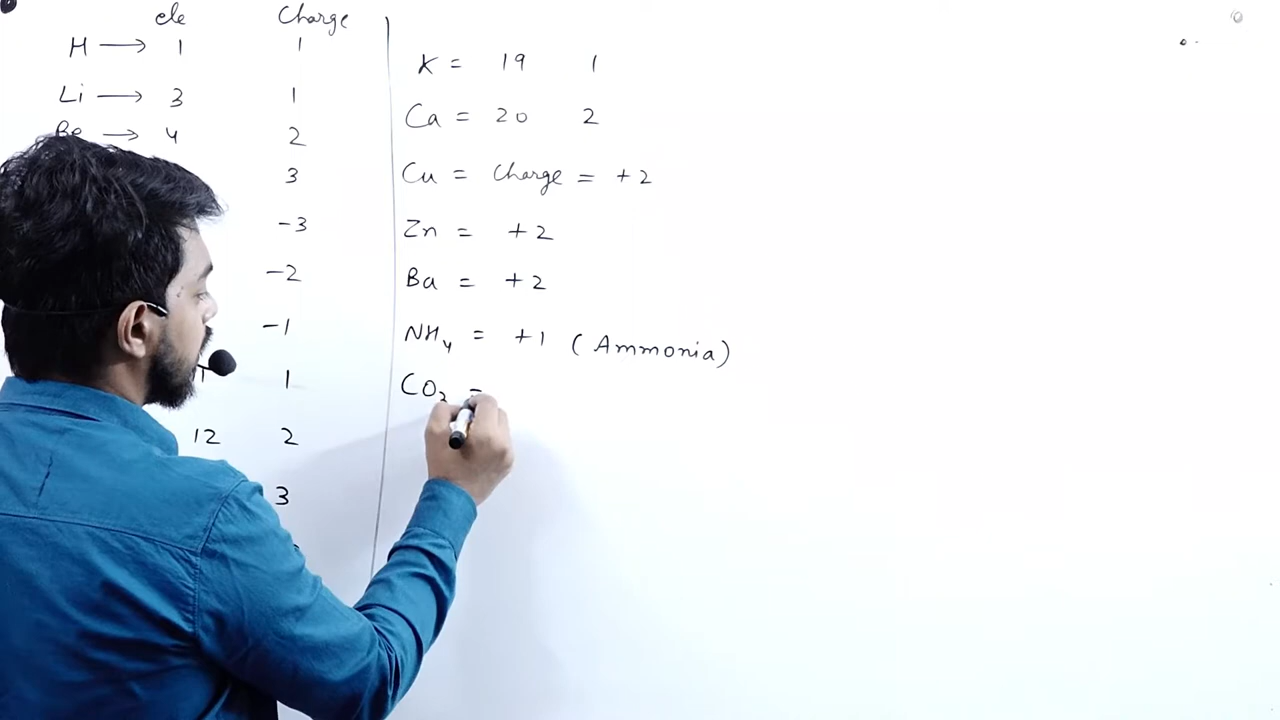 ele Charge
H → 1 1
Li → 3 1
Be → 4 2
3
-3
-2
-1
1
12 2
3
K = 19 1
Ca = 20 2
Cu = Charge = +2
Zn = +2
Ba = +2
NH₄ = +1 (Ammonia)
CO₃ =